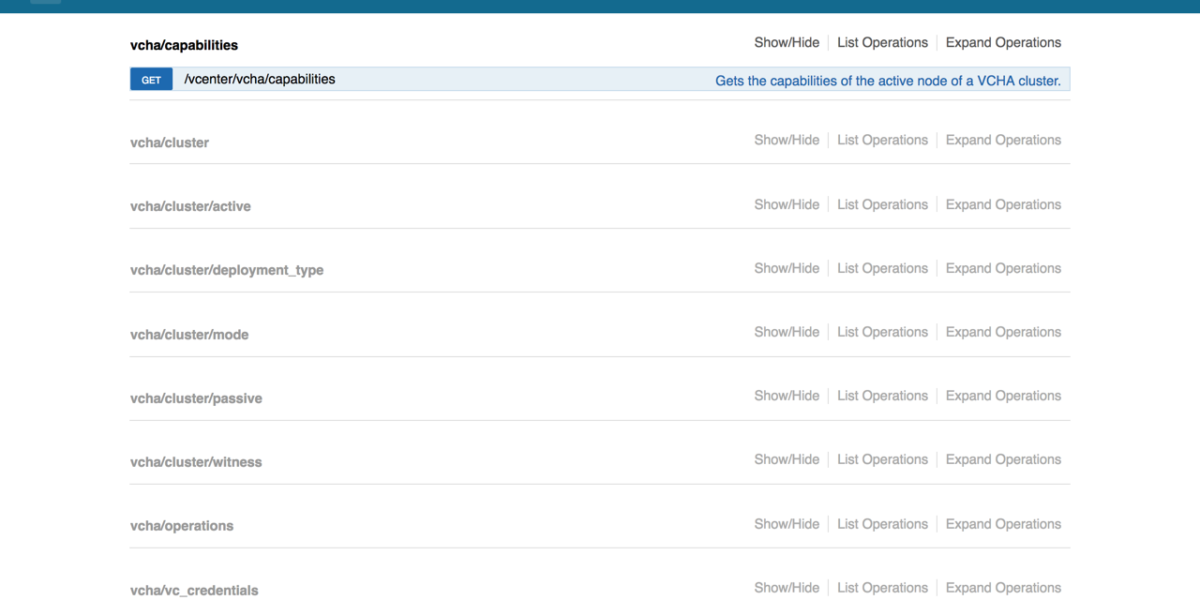 vcha/capabilities Show/Hide List Operations Expand Operations
GET /vcenter/vcha/capabilities Gets the capabilities of the active node of a VCHA cluster.
vcha/cluster Show/Hide List Operations Expand Operations
vcha/cluster/active Show/Hide List Operations Expand Operations
vcha/cluster/deployment_type Show/Hide List Operations Expand Operations
vcha/cluster/mode Show/Hide List Operations Expand Operations
vcha/cluster/passive Show/Hide List Operations Expand Operations
vcha/cluster/witness Show/Hide List Operations Expand Operations
vcha/operations Show/Hide List Operations Expand Operations
vcha/vc_credentials Show/Hide List Operations Expand Operations